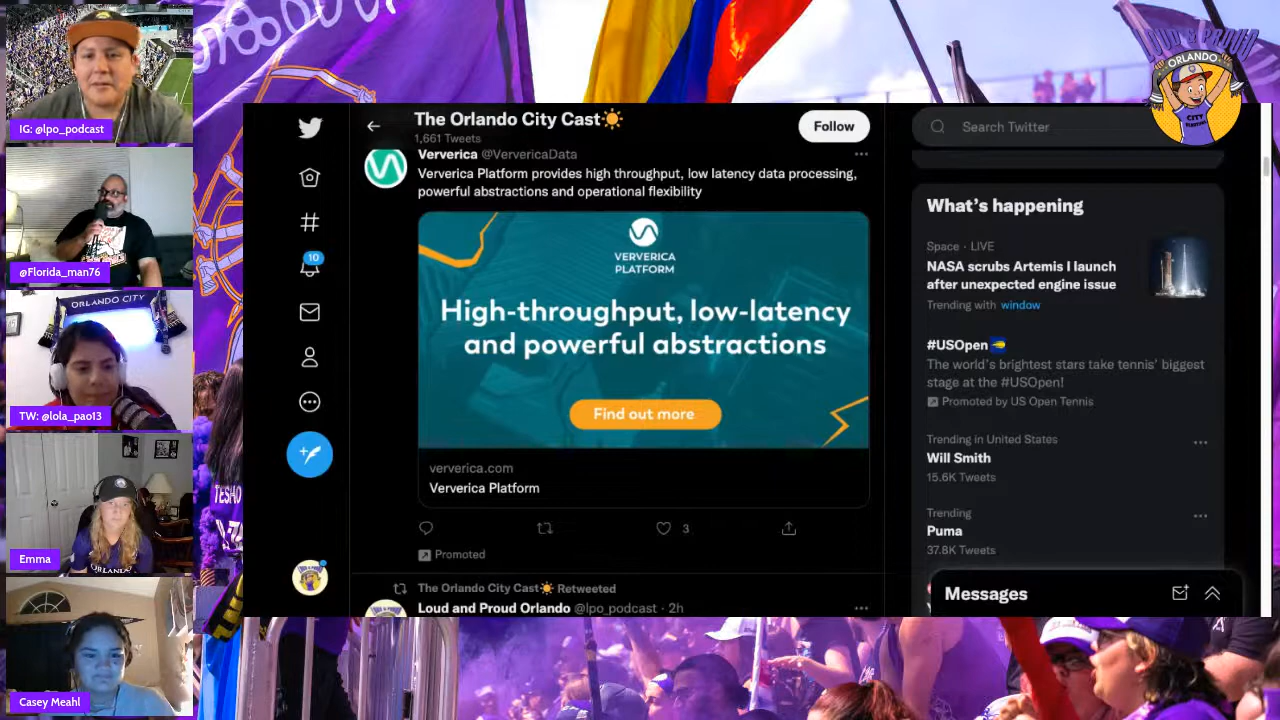 IG: @lpo_podcast
@Florida_man76
ORLANDO CITY
TW: @lola_pao13
Emma
Casey Meahl
LOUD & PROUD
ORLANDO
CITY
The Orlando City Cast☀️
1,661 Tweets
Follow
Ververica @VervericaData
Ververica Platform provides high throughput, low latency data processing,
powerful abstractions and operational flexibility
VERVERICA
PLATFORM
High-throughput, low-latency
and powerful abstractions
Find out more
ververica.com
Ververica Platform
3
Promoted
The Orlando City Cast☀️ Retweeted
Loud and Proud Orlando @lpo_podcast · 2h
10
Search Twitter
What's happening
Space · LIVE
NASA scrubs Artemis I launch
after unexpected engine issue
Trending with window
#USOpen
The world's brightest stars take tennis' biggest
stage at the #USOpen!
Promoted by US Open Tennis
Trending in United States
Will Smith
15.6K Tweets
Trending
Puma
37.8K Tweets
Messages